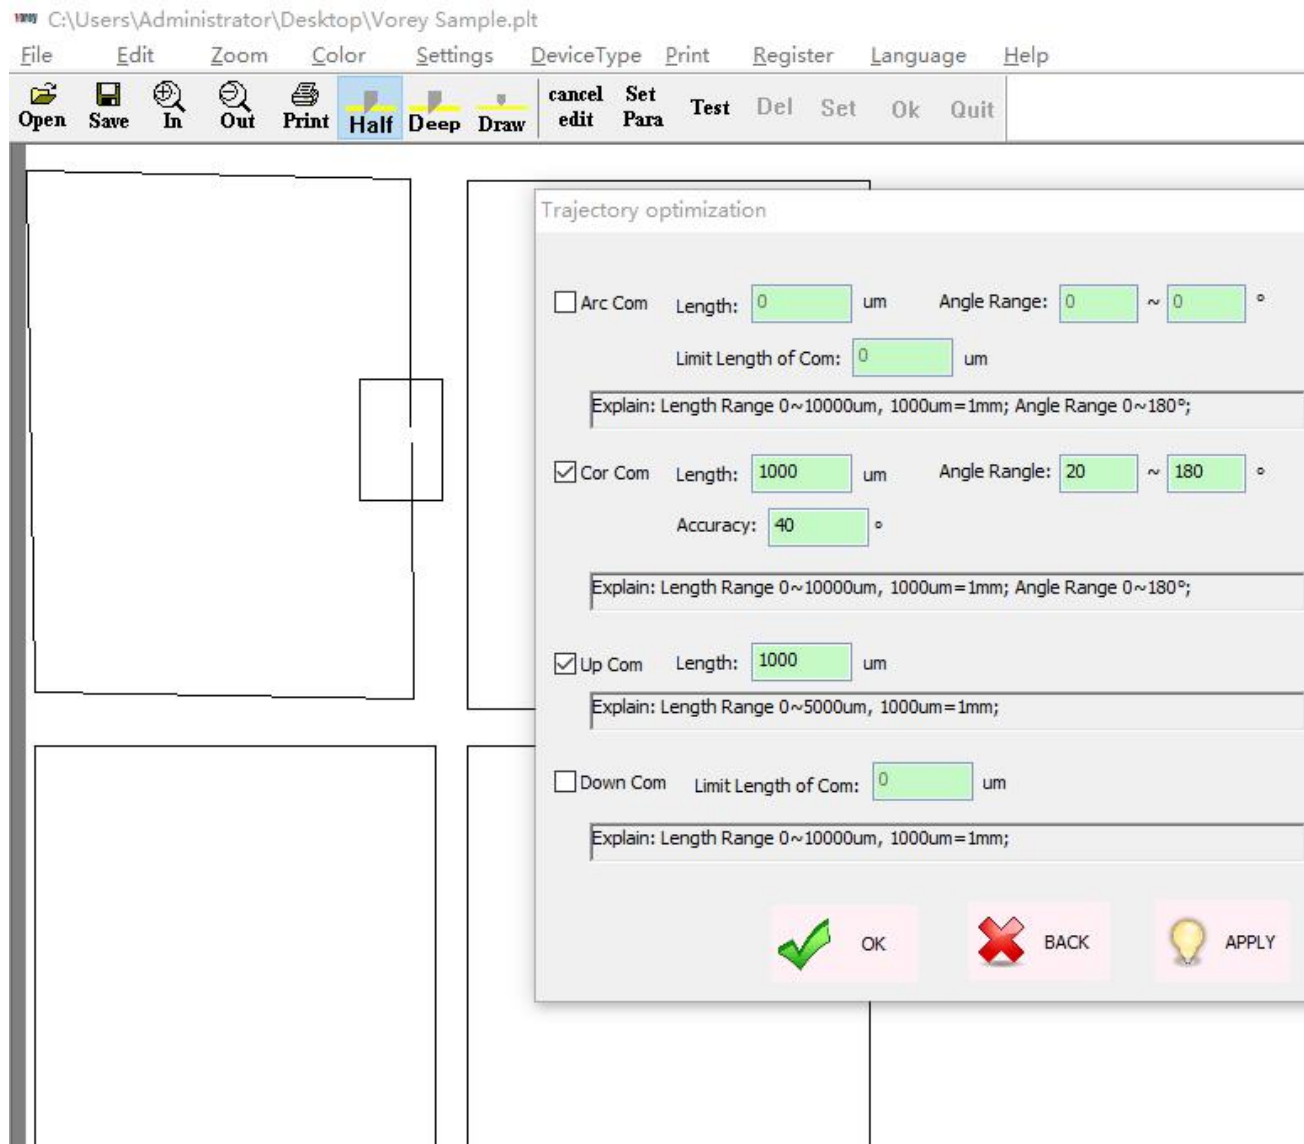 VOREY C:\Users\Administrator\Desktop\Vorey Sample.plt
File Edit Zoom Color Settings DeviceType Print Register Language Help
Open Save In Out Print Half Deep Draw cancel edit Set Para Test Del Set Ok Quit
Trajectory optimization
Arc Com Length: 0 um Angle Range: 0 ~ 0 °
Limit Length of Com: 0 um
Explain: Length Range 0~10000um, 1000um=1mm; Angle Range 0~180°;
Cor Com Length: 1000 um Angle Rangle: 20 ~ 180 °
Accuracy: 40 °
Explain: Length Range 0~10000um, 1000um=1mm; Angle Range 0~180°;
Up Com Length: 1000 um
Explain: Length Range 0~5000um, 1000um=1mm;
Down Com Limit Length of Com: 0 um
Explain: Length Range 0~10000um, 1000um=1mm;
OK BACK APPLY